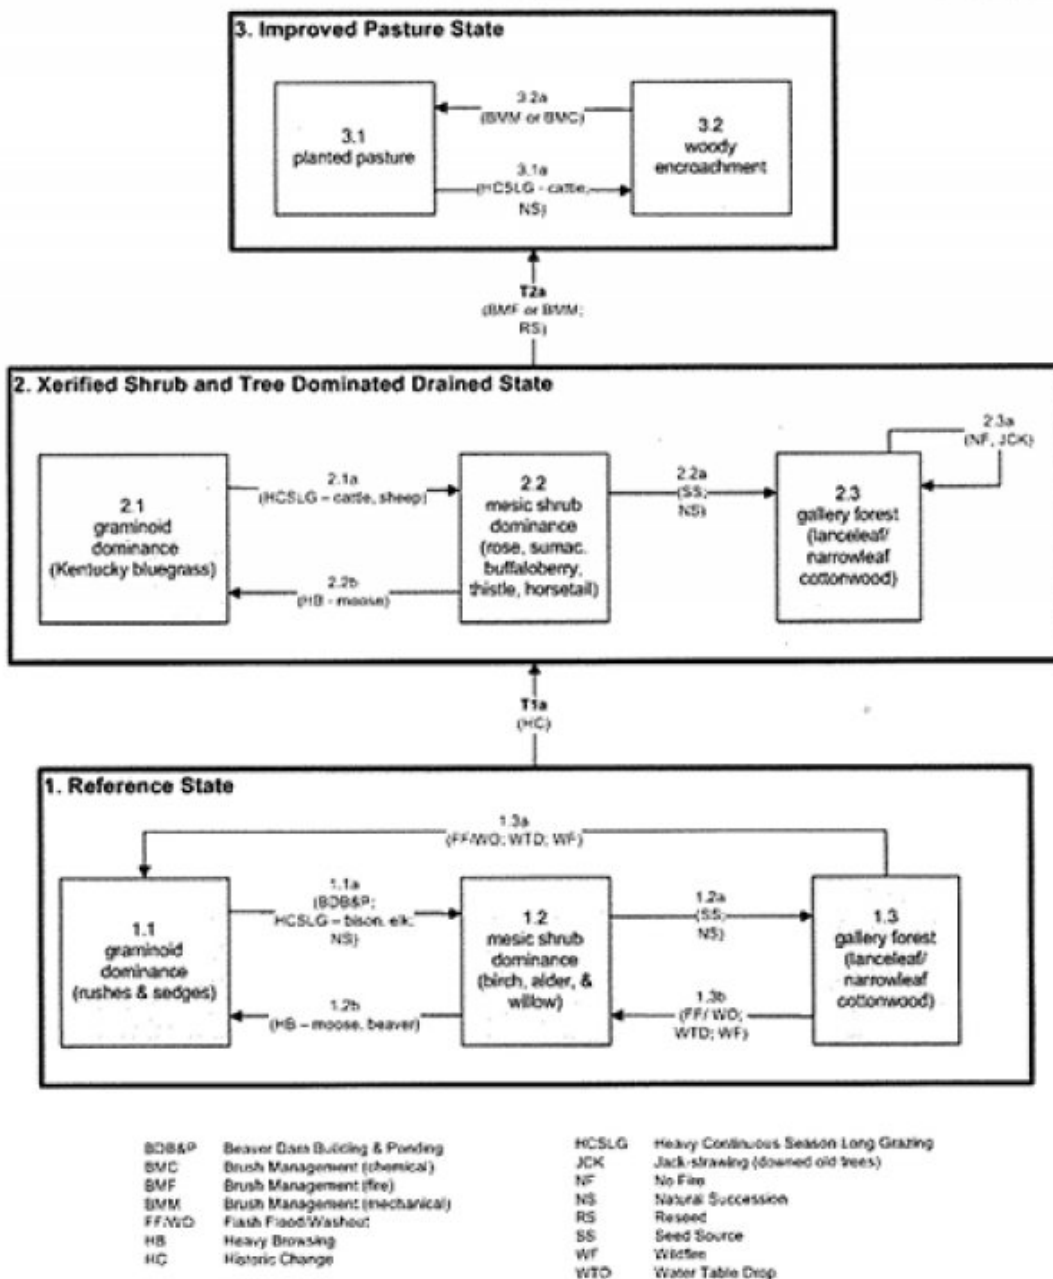 3. Improved Pasture State
3.1
planted pasture
3.2a
(BMM or BMC)
3.1a
(HCSLG - cattle,
NS)
3.2
woody
encroachment
T2a
(BMF or BMM;
RS)
2. Xerified Shrub and Tree Dominated Drained State
2.1
graminoid
dominance
(Kentucky bluegrass)
2.1a
(HCSLG – cattle, sheep)
2.2b
(HB - moose)
2.2
mesic shrub
dominance
(rose, sumac,
buffaloberry,
thistle, horsetail)
2.2a
(SS;
NS)
2.3
gallery forest
(lanceleaf/
narrowleaf
cottonwood)
2.3a
(NF, JCK)
T1a
(HC)
1. Reference State
1.3a
(FF/WO; WTD; WF)
1.1
graminoid
dominance
(rushes & sedges)
1.1a
(BDB&P;
HCSLG – bison, elk;
NS)
1.2b
(HB – moose, beaver)
1.2
mesic shrub
dominance
(birch, alder, &
willow)
1.2a
(SS;
NS)
1.3b
(FF/ WO;
WTD; WF)
1.3
gallery forest
(lanceleaf/
narrowleaf
cottonwood)
BDB&P Beaver Dam Building & Ponding
BMC Brush Management (chemical)
BMF Brush Management (fire)
BMM Brush Management (mechanical)
FF/WO Flash Flood/Washout
HB Heavy Browsing
HC Historic Change
HCSLG Heavy Continuous Season Long Grazing
JCK Jack-strawing (downed old trees)
NF No Fire
NS Natural Succession
RS Reseed
SS Seed Source
WF Wildfire
WTD Water Table Drop